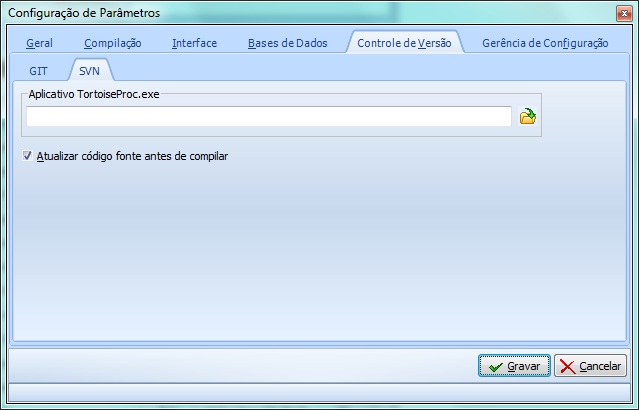 Configuração de Parâmetros
Geral Compilação Interface Bases de Dados Controle de Versão Gerência de Configuração
GIT SVN
Aplicativo TortoiseProc.exe
Atualizar código fonte antes de compilar
Gravar Cancelar